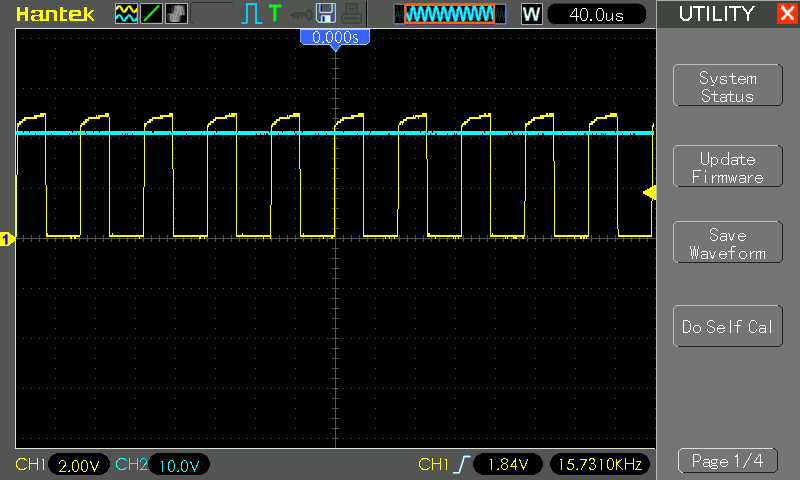 Hantek
T
W
40.0us
UTILITY
X
0.000s
System
Status
Update
Firmware
Save
Waveform
Do Self Cal
Page 1/4
1
CH1 2.00V CH2 10.0V CH1 1.84V 15.7310KHz